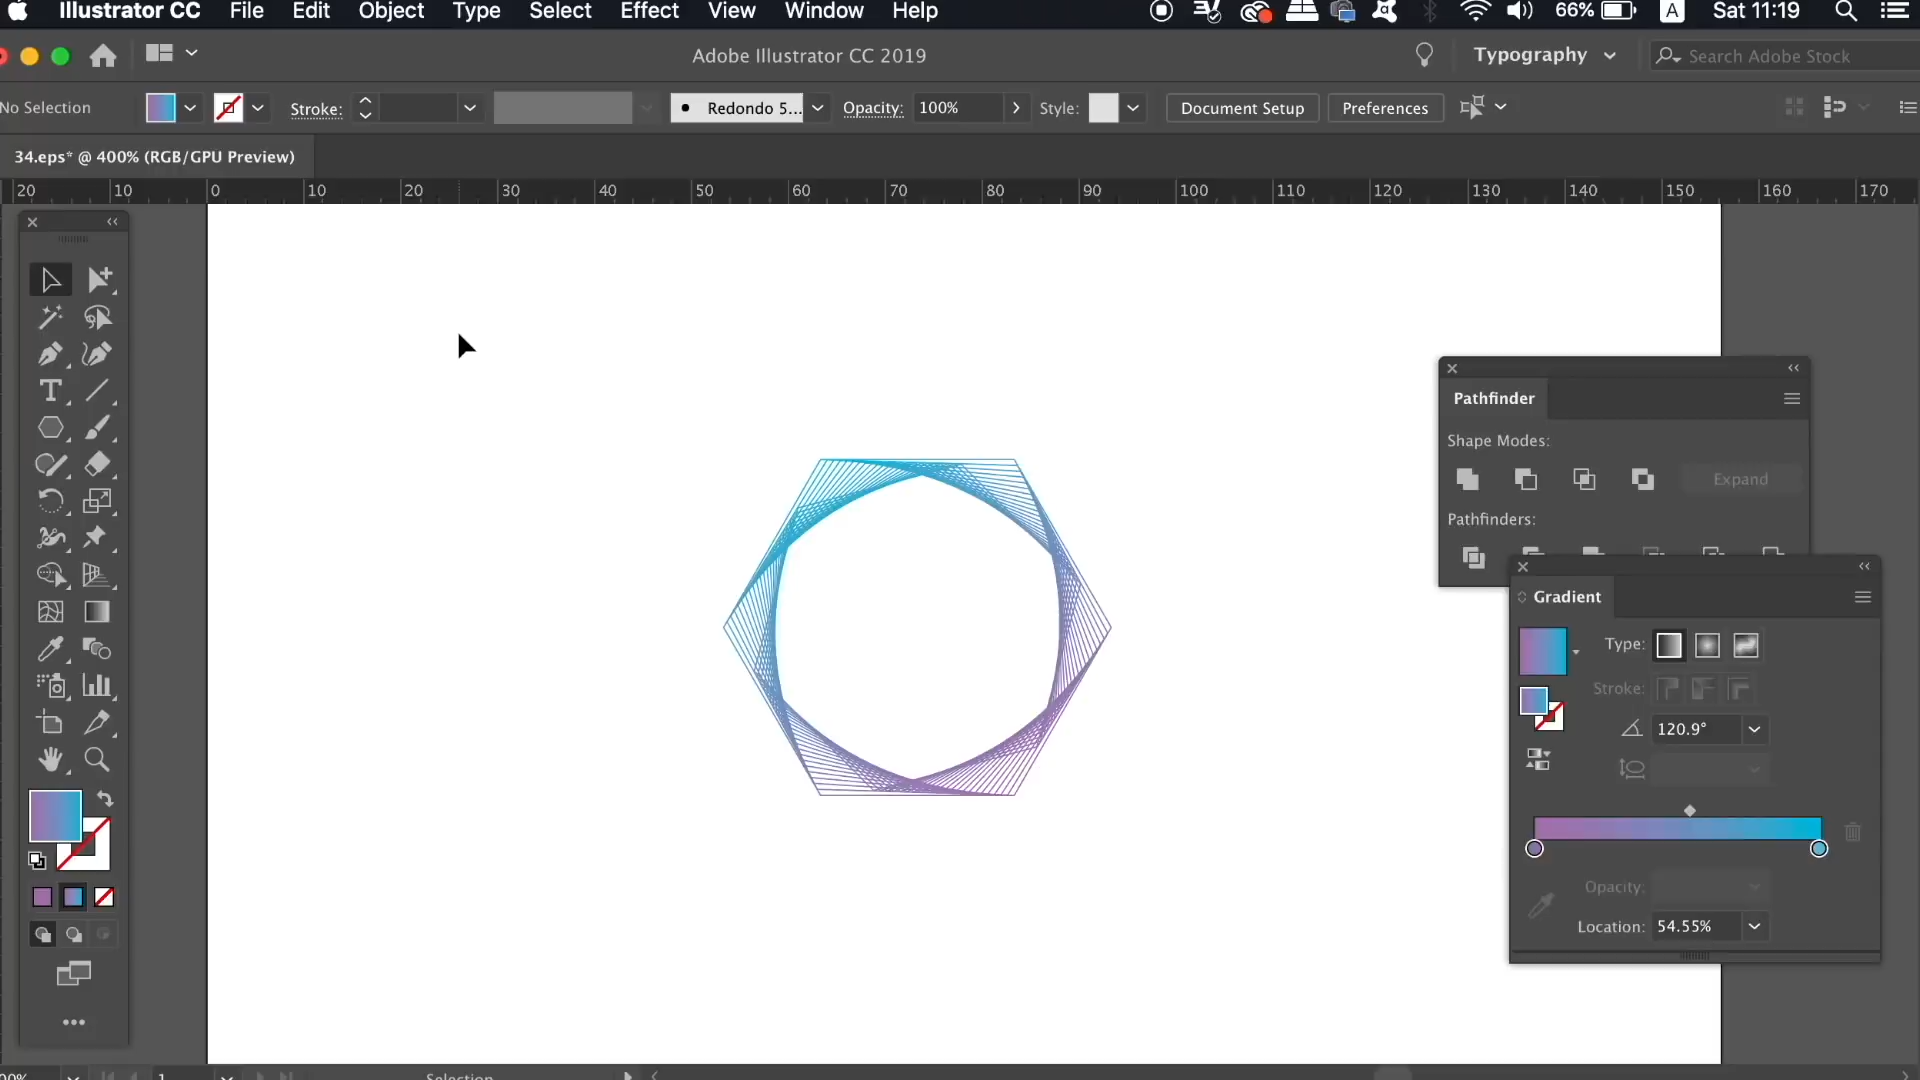 Illustrator CC File Edit Object Type Select Effect View Window Help 66% A Sat 11:19
Adobe Illustrator CC 2019 Typography Search Adobe Stock
No Selection Stroke: Redondo 5... Opacity: 100% Style: Document Setup Preferences
34.eps* @ 400% (RGB/GPU Preview)
20 10 0 10 20 30 40 50 60 70 80 90 100 110 120 130 140 150 160 170
Pathfinder
Shape Modes:
Expand
Pathfinders:
Gradient
Type:
Stroke:
120.9°
Opacity:
Location: 54.55%
1 Selection